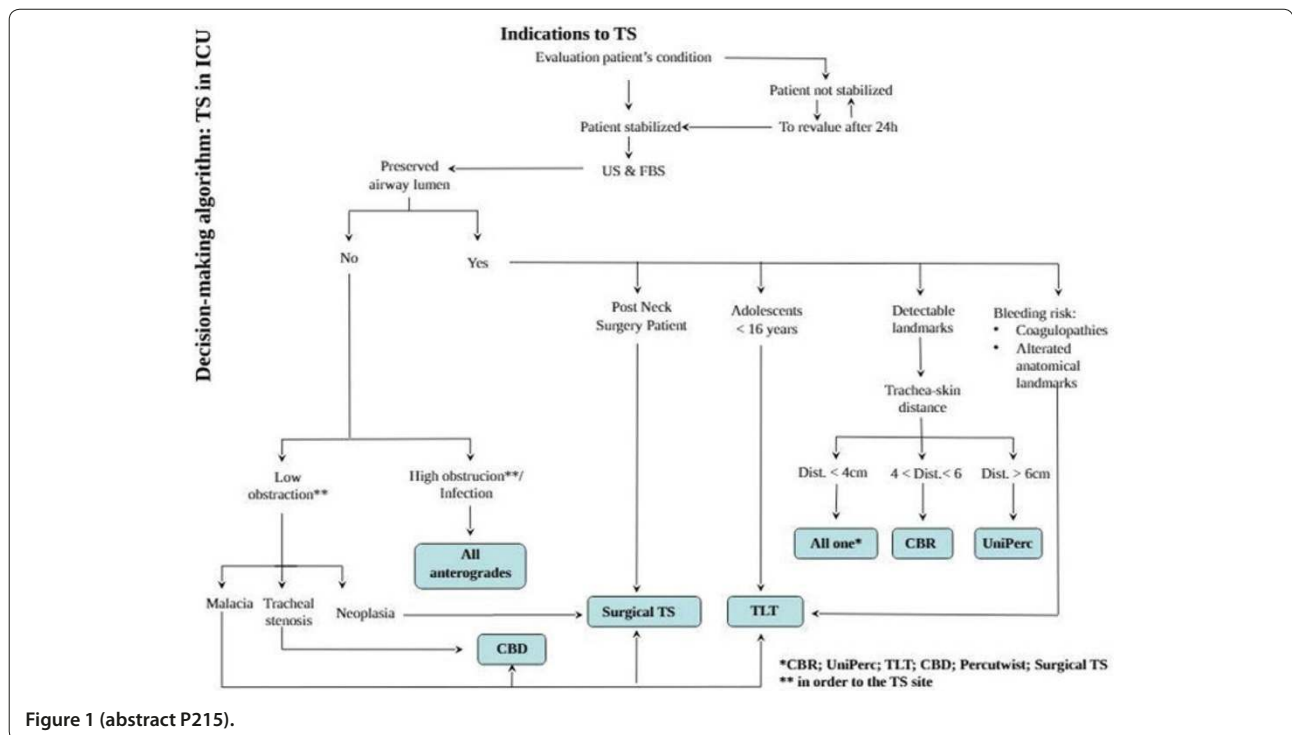 Decision-making algorithm: TS in ICU
Indications to TS
Evaluation patient's condition
Patient not stabilized
Patient stabilized
To revalue after 24h
Preserved
airway lumen
US & FBS
No
Yes
Post Neck
Surgery Patient
Adolescents
< 16 years
Detectable
landmarks
Bleeding risk:
• Coagulopathies
• Alterated
anatomical
landmarks
Trachea-skin
distance
Low
obstraction**
High obstrucion**/
Infection
Dist. < 4cm
4 < Dist.< 6
Dist. > 6cm
All one*
CBR
UniPerc
All
anterogrades
Malacia
Tracheal
stenosis
Neoplasia
Surgical TS
TLT
CBD
*CBR; UniPerc; TLT; CBD; Percutwist; Surgical TS
** in order to the TS site
Figure 1 (abstract P215).